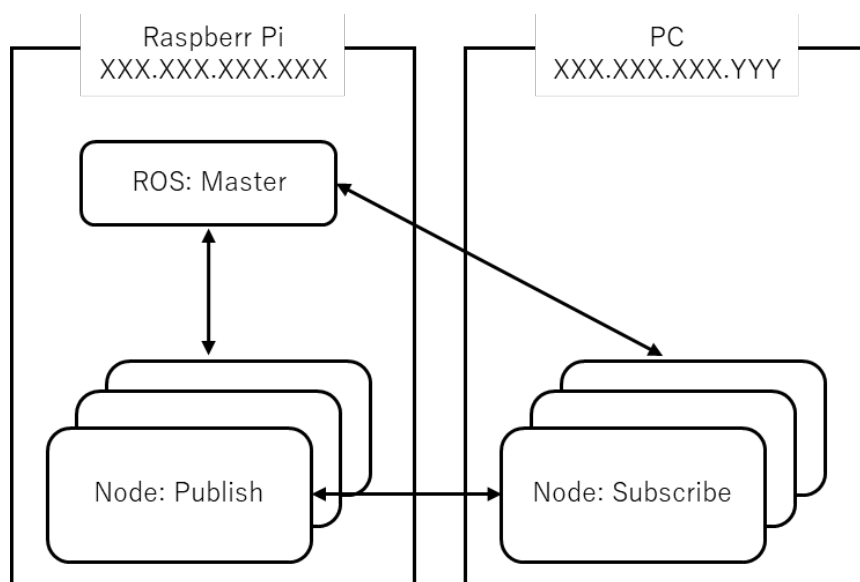 Raspberr Pi
XXX.XXX.XXX.XXX
PC
XXX.XXX.XXX.YYY
ROS: Master
Node: Publish
Node: Subscribe